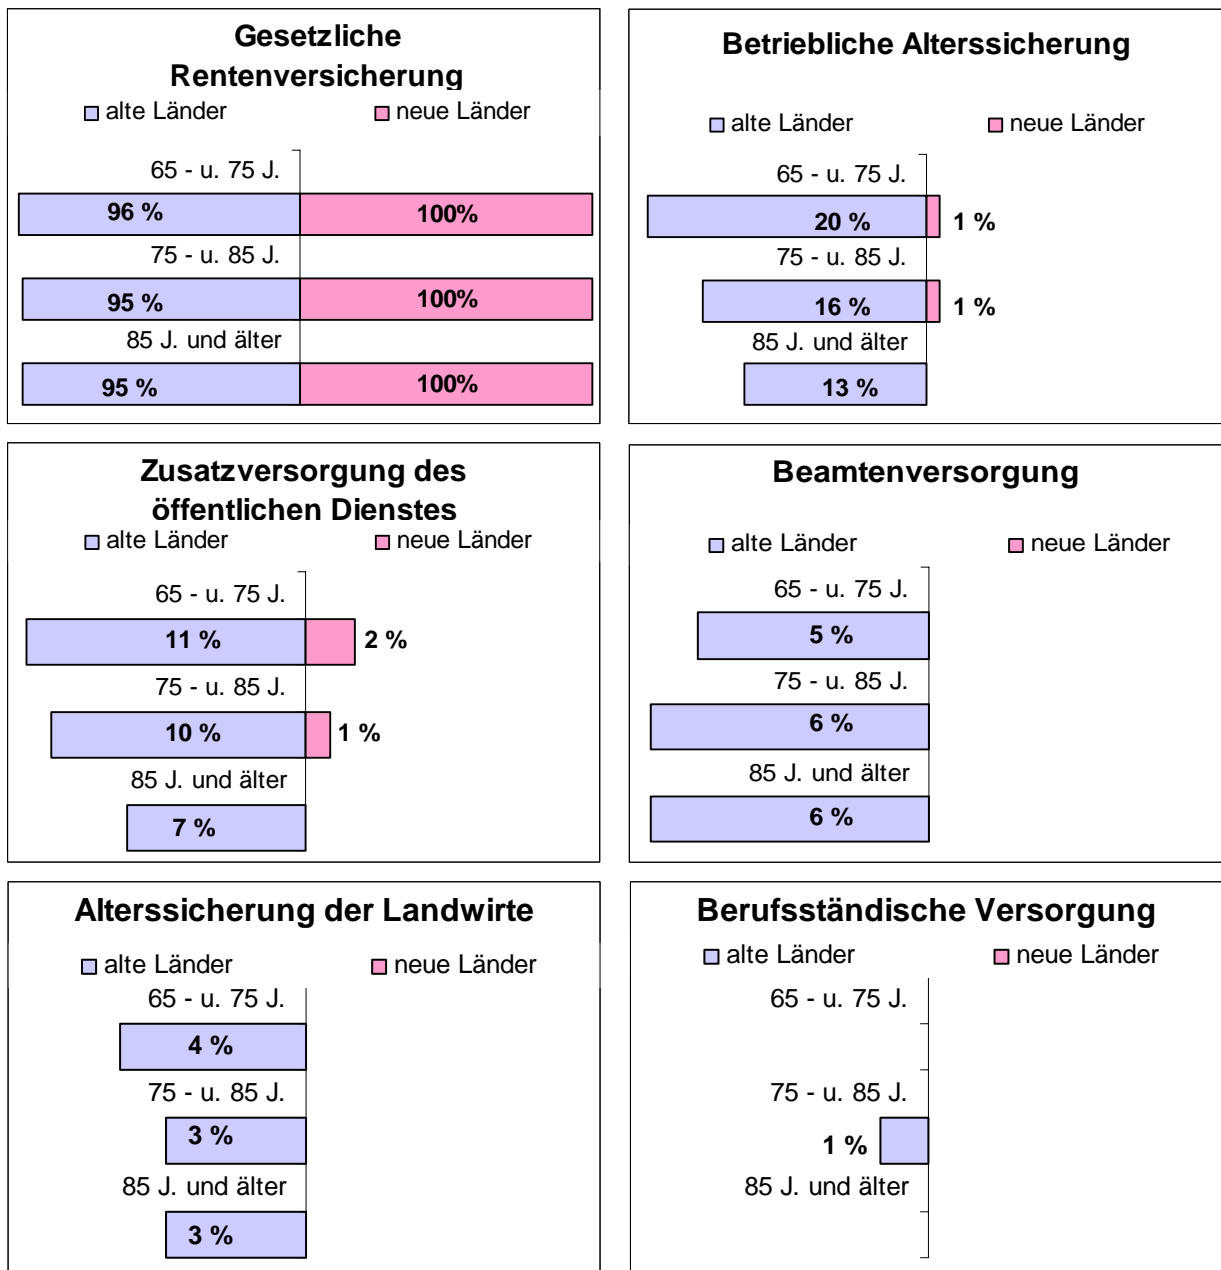 Gesetzliche
Rentenversicherung
alte Länder neue Länder
65 - u. 75 J.
96 % 100%
75 - u. 85 J.
95 % 100%
85 J. und älter
95 % 100%
Betriebliche Alterssicherung
alte Länder neue Länder
65 - u. 75 J.
20 % 1 %
75 - u. 85 J.
16 % 1 %
85 J. und älter
13 %
Zusatzversorgung des
öffentlichen Dienstes
alte Länder neue Länder
65 - u. 75 J.
11 % 2 %
75 - u. 85 J.
10 % 1 %
85 J. und älter
7 %
Beamtenversorgung
alte Länder neue Länder
65 - u. 75 J.
5 %
75 - u. 85 J.
6 %
85 J. und älter
6 %
Alterssicherung der Landwirte
alte Länder neue Länder
65 - u. 75 J.
4 %
75 - u. 85 J.
3 %
85 J. und älter
3 %
Berufsständische Versorgung
alte Länder neue Länder
65 - u. 75 J.
75 - u. 85 J.
1 %
85 J. und älter